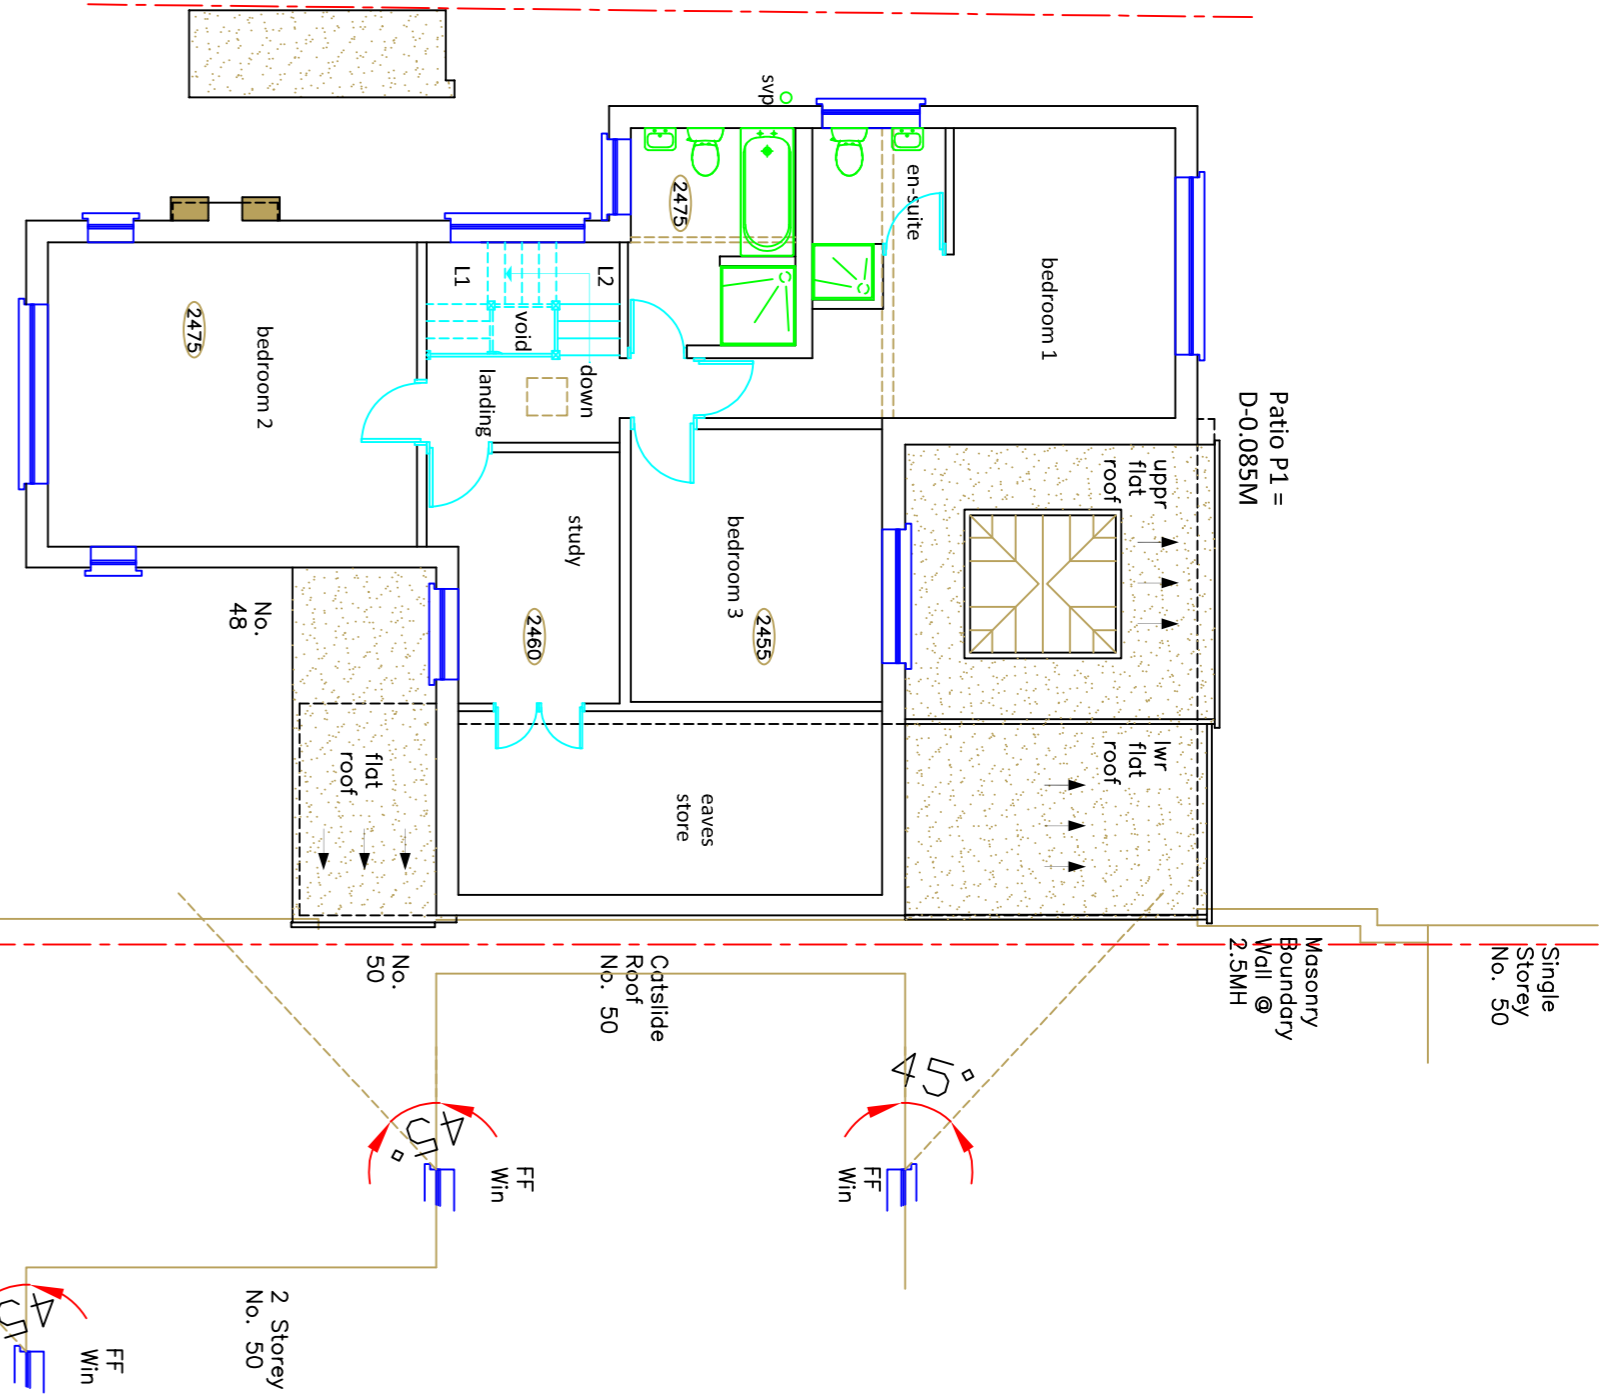 Patio P1 =
D-0.085M
Single
Storey
No. 50
Masonry
Boundary
Wall @
2.5MH
bedroom 1
uppr
flat
roof
lwr
flat
roof
en-suite
svp
2475
bedroom 3
2455
eaves
store
L2
L1
void
down
landing
study
2460
bedroom 2
2475
flat
roof
No.
48
No.
50
Catslide
Roof
No. 50
45°
FF
Win
45°
FF
Win
2 Storey
No. 50
45
FF
Win